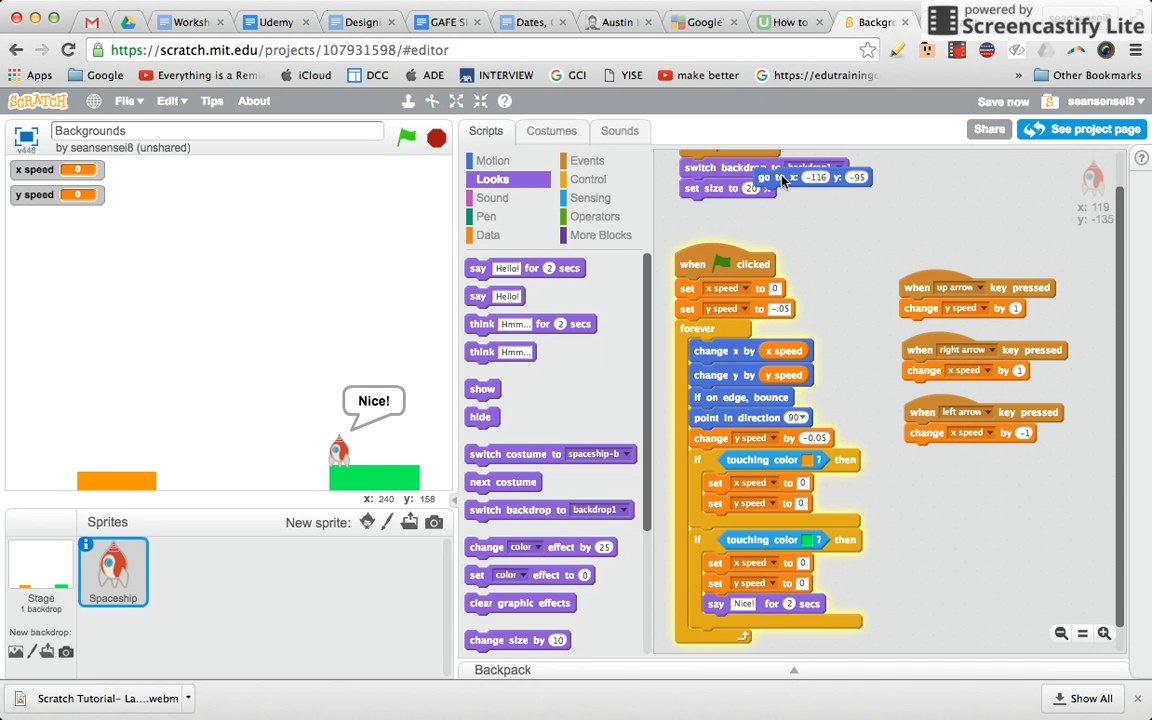 Worksh
Udemy
Designi
GAFE S
Dates,
Austin
Google
How to
Backgro
powered by
Screencastify Lite
https://scratch.mit.edu/projects/107931598/#editor
Apps
Google
Everything is a Remi
iCloud
DCC
ADE
INTERVIEW
GCI
YISE
make better
https://edutraining
»
Other Bookmarks
SCRATCH
File▾
Edit▾
Tips
About
Save now
seansensei8▾
Backgrounds
by seansensei8 (unshared)
v446
Scripts
Costumes
Sounds
Share
See project page
x speed 0
y speed 0
Nice!
x: 240 y: 158
Motion
Looks
Sound
Pen
Data
Events
Control
Sensing
Operators
More Blocks
say Hello! for 2 secs
say Hello!
think Hmm... for 2 secs
think Hmm...
show
hide
switch costume to spaceship-b
next costume
switch backdrop to backdrop1
change color effect by 25
set color effect to 0
clear graphic effects
change size by 10
switch backdrop to
go to x: -116 y: -95
set size to 20 %
when clicked
set x speed to 0
set y speed to -.05
forever
change x by x speed
change y by y speed
if on edge, bounce
point in direction 90▾
change y speed by -0.05
if touching color ? then
set x speed to 0
set y speed to 0
if touching color ? then
set x speed to 0
set y speed to 0
say Nice! for 2 secs
when up arrow key pressed
change y speed by 1
when right arrow key pressed
change x speed by 1
when left arrow key pressed
change x speed by -1
x: 119
y: -135
Sprites
New sprite:
Stage
1 backdrop
New backdrop:
Spaceship
Backpack
Scratch Tutorial- La....webm
Show All